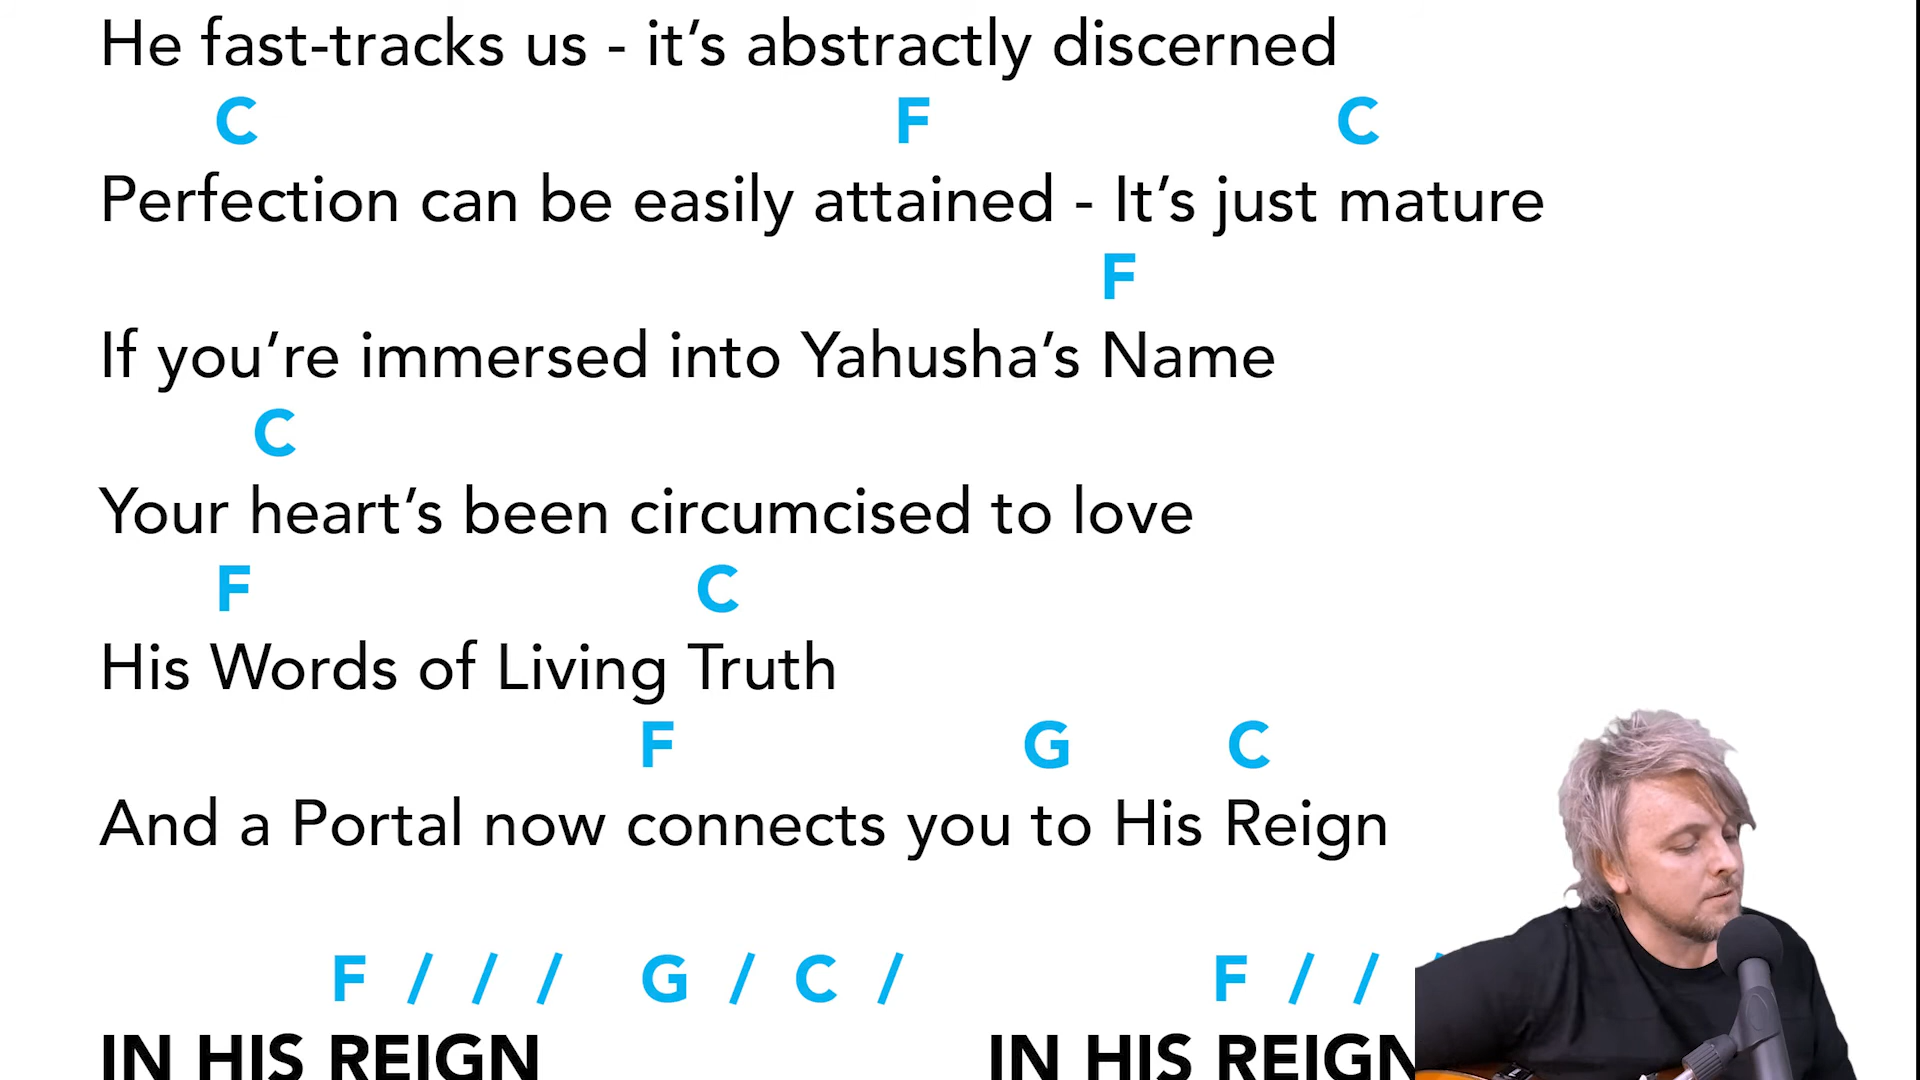 He fast-tracks us - it’s abstractly discerned
C F C
Perfection can be easily attained - It’s just mature
F
If you’re immersed into Yahusha’s Name
C
Your heart’s been circumcised to love
F C
His Words of Living Truth
F G C
And a Portal now connects you to His Reign
F / / / G / C / F / /
IN HIS REIGN IN HIS REIGN